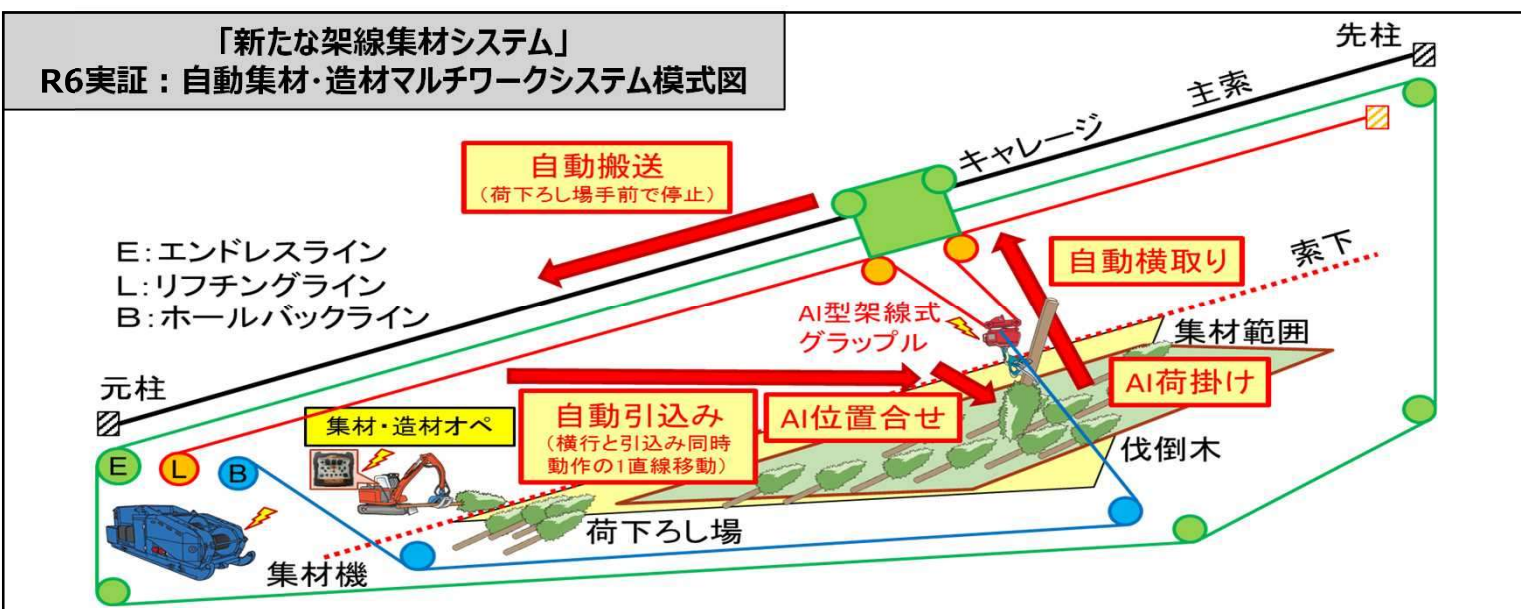 「新たな架線集材システム」
R6実証：自動集材・造材マルチワークシステム模式図
先柱
主索
キャレージ
自動搬送
（荷下ろし場手前で停止）
E：エンドレスライン
L：リフチングライン
B：ホールバックライン
自動横取り
索下
AI型架線式
グラップル
集材範囲
元柱
AI荷掛け
集材・造材オペ
自動引込み
（横行と引込み同時
動作の1直線移動）
AI位置合せ
伐倒木
E
L
B
荷下ろし場
集材機